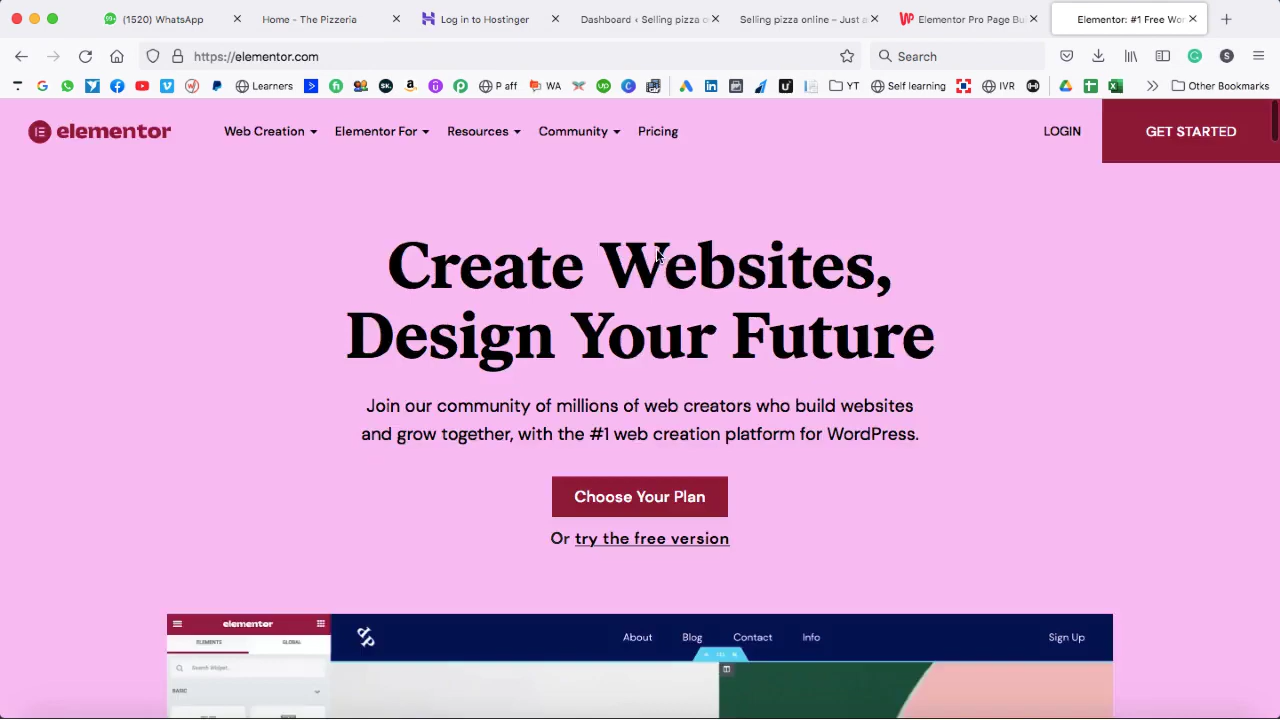 (1520) WhatsApp
Home - The Pizzeria
Log in to Hostinger
Dashboard ‹ Selling pizza o
Selling pizza online – Just a
Elementor Pro Page Bu
Elementor: #1 Free Wor
https://elementor.com
Search
Learners
P aff
WA
YT
Self learning
IVR
Other Bookmarks
elementor
Web Creation
Elementor For
Resources
Community
Pricing
LOGIN
GET STARTED
Create Websites,
Design Your Future
Join our community of millions of web creators who build websites
and grow together, with the #1 web creation platform for WordPress.
Choose Your Plan
Or try the free version
elementor
ELEMENTS
GLOBAL
Search Widget...
BASIC
About
Blog
Contact
Info
Sign Up